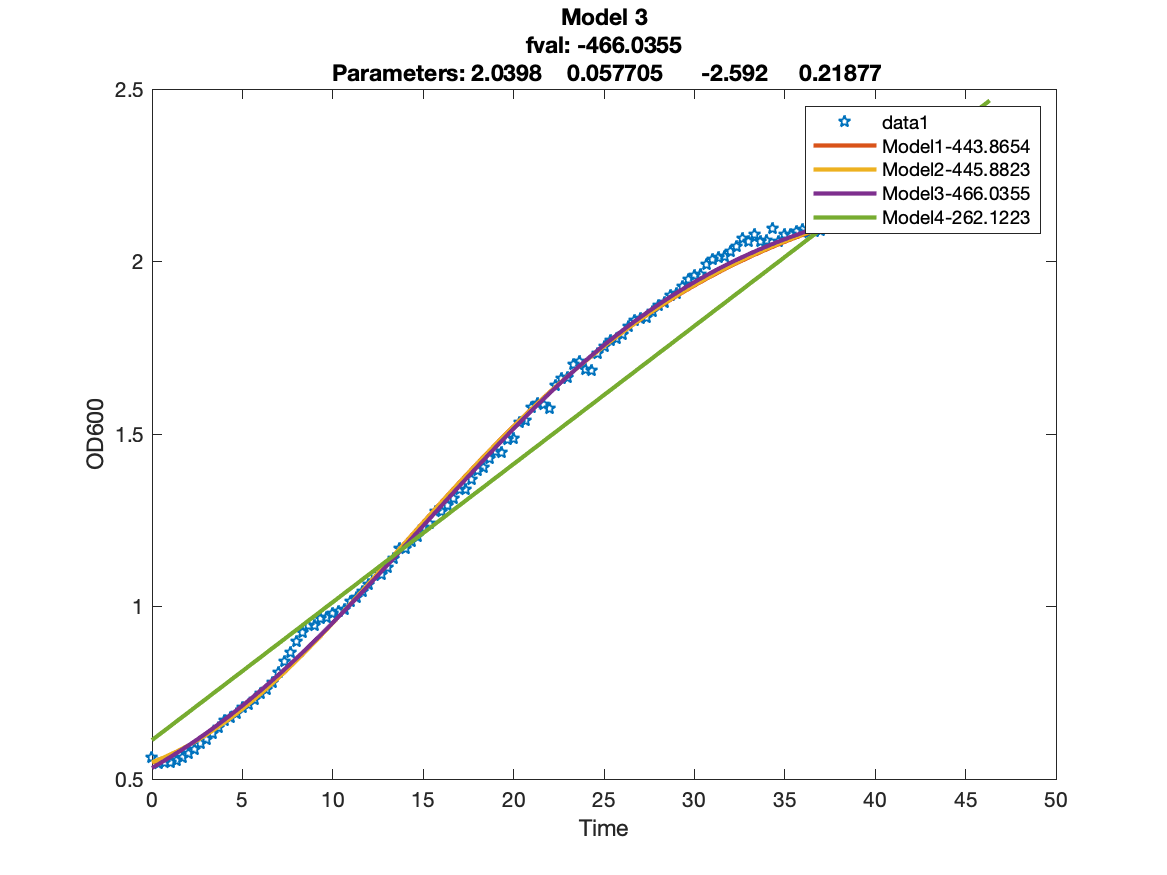 Model 3
fval: -466.0355
Parameters: 2.0398 0.057705 -2.592 0.21877
2.5
2
1.5
1
0.5
OD600
data1
Model1-443.8654
Model2-445.8823
Model3-466.0355
Model4-262.1223
0 5 10 15 20 25 30 35 40 45 50
Time